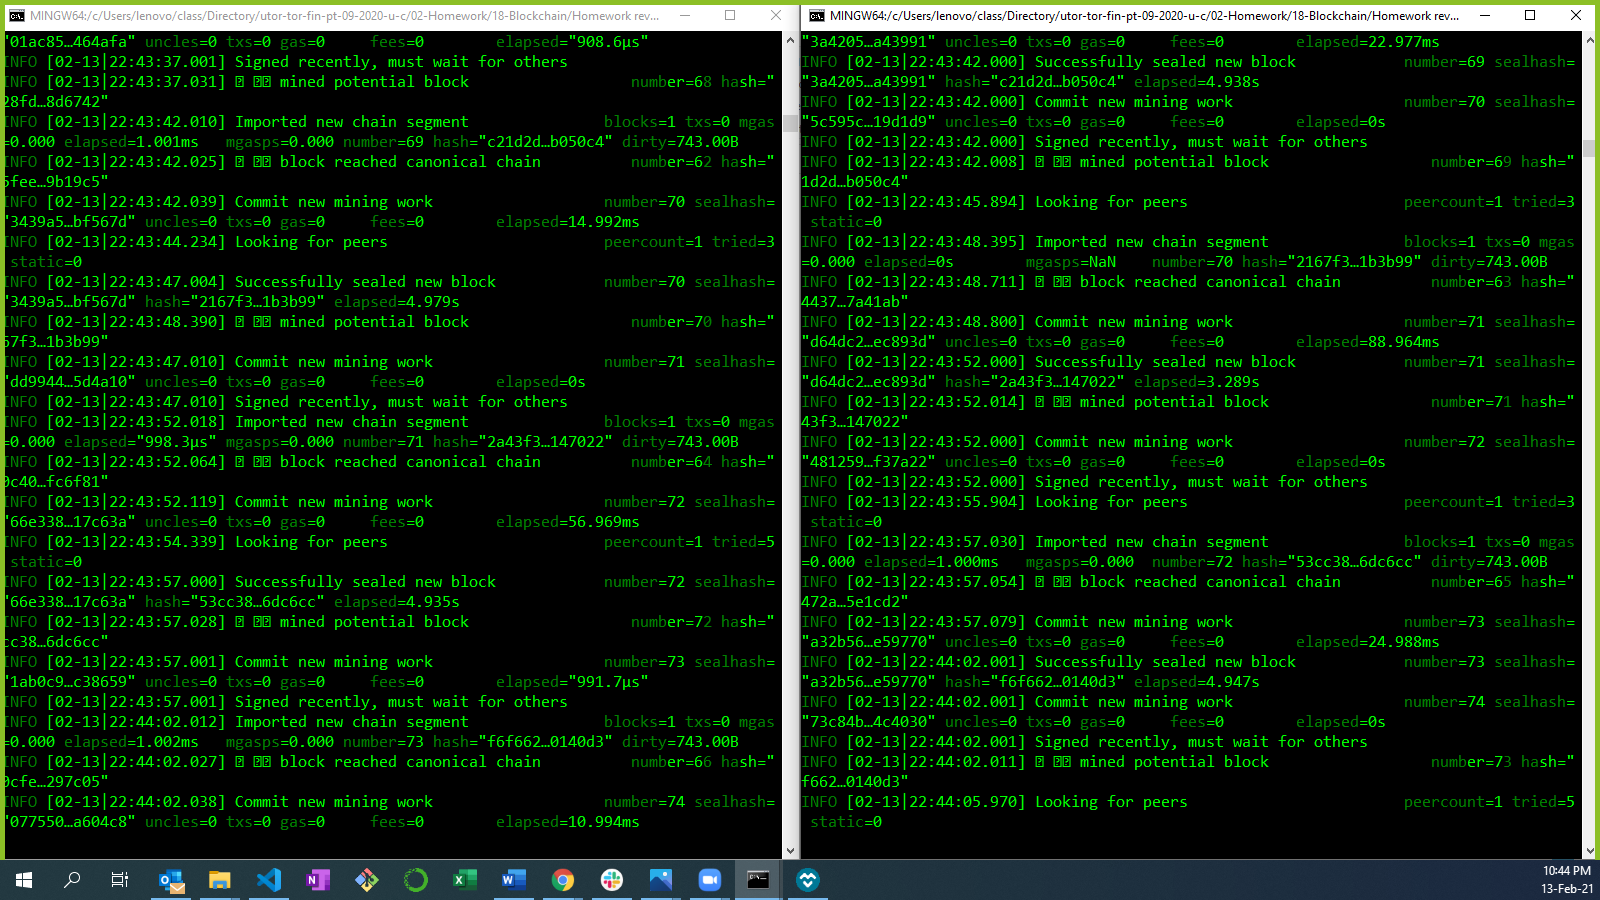 MINGW64:/c/Users/lenovo/class/Directory/utor-tor-fin-pt-09-2020-u-c/02-Homework/18-Blockchain/Homework rev...
"01ac85…464afa" uncles=0 txs=0 gas=0 fees=0 elapsed="908.6µs"
INFO [02-13|22:43:37.001] Signed recently, must wait for others
INFO [02-13|22:43:37.031] mined potential block number=68 hash="
28fd…8d6742"
INFO [02-13|22:43:42.010] Imported new chain segment blocks=1 txs=0 mgas
=0.000 elapsed=1.001ms mgasps=0.000 number=69 hash="c21d2d…b050c4" dirty=743.00B
INFO [02-13|22:43:42.025] block reached canonical chain number=62 hash="
5fee…9b19c5"
INFO [02-13|22:43:42.039] Commit new mining work number=70 sealhash=
"3439a5…bf567d" uncles=0 txs=0 gas=0 fees=0 elapsed=14.992ms
INFO [02-13|22:43:44.234] Looking for peers peercount=1 tried=3
static=0
INFO [02-13|22:43:47.004] Successfully sealed new block number=70 sealhash=
"3439a5…bf567d" hash="2167f3…1b3b99" elapsed=4.979s
INFO [02-13|22:43:48.390] mined potential block number=70 hash="
67f3…1b3b99"
INFO [02-13|22:43:47.010] Commit new mining work number=71 sealhash=
"dd9944…5d4a10" uncles=0 txs=0 gas=0 fees=0 elapsed=0s
INFO [02-13|22:43:47.010] Signed recently, must wait for others
INFO [02-13|22:43:52.018] Imported new chain segment blocks=1 txs=0 mgas
=0.000 elapsed="998.3µs" mgasps=0.000 number=71 hash="2a43f3…147022" dirty=743.00B
INFO [02-13|22:43:52.064] block reached canonical chain number=64 hash="
0c40…fc6f81"
INFO [02-13|22:43:52.119] Commit new mining work number=72 sealhash=
"66e338…17c63a" uncles=0 txs=0 gas=0 fees=0 elapsed=56.969ms
INFO [02-13|22:43:54.339] Looking for peers peercount=1 tried=5
static=0
INFO [02-13|22:43:57.000] Successfully sealed new block number=72 sealhash=
"66e338…17c63a" hash="53cc38…6dc6cc" elapsed=4.935s
INFO [02-13|22:43:57.028] mined potential block number=72 hash="
cc38…6dc6cc"
INFO [02-13|22:43:57.001] Commit new mining work number=73 sealhash=
"1ab0c9…c38659" uncles=0 txs=0 gas=0 fees=0 elapsed="991.7µs"
INFO [02-13|22:43:57.001] Signed recently, must wait for others
INFO [02-13|22:44:02.012] Imported new chain segment blocks=1 txs=0 mgas
=0.000 elapsed=1.002ms mgasps=0.000 number=73 hash="f6f662…0140d3" dirty=743.00B
INFO [02-13|22:44:02.027] block reached canonical chain number=66 hash="
0cfe…297c05"
INFO [02-13|22:44:02.038] Commit new mining work number=74 sealhash=
"077550…a604c8" uncles=0 txs=0 gas=0 fees=0 elapsed=10.994ms
MINGW64:/c/Users/lenovo/class/Directory/utor-tor-fin-pt-09-2020-u-c/02-Homework/18-Blockchain/Homework rev...
"3a4205…a43991" uncles=0 txs=0 gas=0 fees=0 elapsed=22.977ms
INFO [02-13|22:43:42.000] Successfully sealed new block number=69 sealhash=
"3a4205…a43991" hash="c21d2d…b050c4" elapsed=4.938s
INFO [02-13|22:43:42.000] Commit new mining work number=70 sealhash=
"5c595c…19d1d9" uncles=0 txs=0 gas=0 fees=0 elapsed=0s
INFO [02-13|22:43:42.000] Signed recently, must wait for others
INFO [02-13|22:43:42.008] mined potential block number=69 hash="
1d2d…b050c4"
INFO [02-13|22:43:45.894] Looking for peers peercount=1 tried=3
static=0
INFO [02-13|22:43:48.395] Imported new chain segment blocks=1 txs=0 mgas
=0.000 elapsed=0s mgasps=NaN number=70 hash="2167f3…1b3b99" dirty=743.00B
INFO [02-13|22:43:48.711] block reached canonical chain number=63 hash="
4437…7a41ab"
INFO [02-13|22:43:48.800] Commit new mining work number=71 sealhash=
"d64dc2…ec893d" uncles=0 txs=0 gas=0 fees=0 elapsed=88.964ms
INFO [02-13|22:43:52.000] Successfully sealed new block number=71 sealhash=
"d64dc2…ec893d" hash="2a43f3…147022" elapsed=3.289s
INFO [02-13|22:43:52.014] mined potential block number=71 hash="
43f3…147022"
INFO [02-13|22:43:52.000] Commit new mining work number=72 sealhash=
"481259…f37a22" uncles=0 txs=0 gas=0 fees=0 elapsed=0s
INFO [02-13|22:43:52.000] Signed recently, must wait for others
INFO [02-13|22:43:55.904] Looking for peers peercount=1 tried=3
static=0
INFO [02-13|22:43:57.030] Imported new chain segment blocks=1 txs=0 mgas
=0.000 elapsed=1.000ms mgasps=0.000 number=72 hash="53cc38…6dc6cc" dirty=743.00B
INFO [02-13|22:43:57.054] block reached canonical chain number=65 hash="
472a…5e1cd2"
INFO [02-13|22:43:57.079] Commit new mining work number=73 sealhash=
"a32b56…e59770" uncles=0 txs=0 gas=0 fees=0 elapsed=24.988ms
INFO [02-13|22:44:02.001] Successfully sealed new block number=73 sealhash=
"a32b56…e59770" hash="f6f662…0140d3" elapsed=4.947s
INFO [02-13|22:44:02.001] Commit new mining work number=74 sealhash=
"73c84b…4c4030" uncles=0 txs=0 gas=0 fees=0 elapsed=0s
INFO [02-13|22:44:02.001] Signed recently, must wait for others
INFO [02-13|22:44:02.011] mined potential block number=73 hash="
f662…0140d3"
INFO [02-13|22:44:05.970] Looking for peers peercount=1 tried=5
static=0
10:44 PM
13-Feb-21